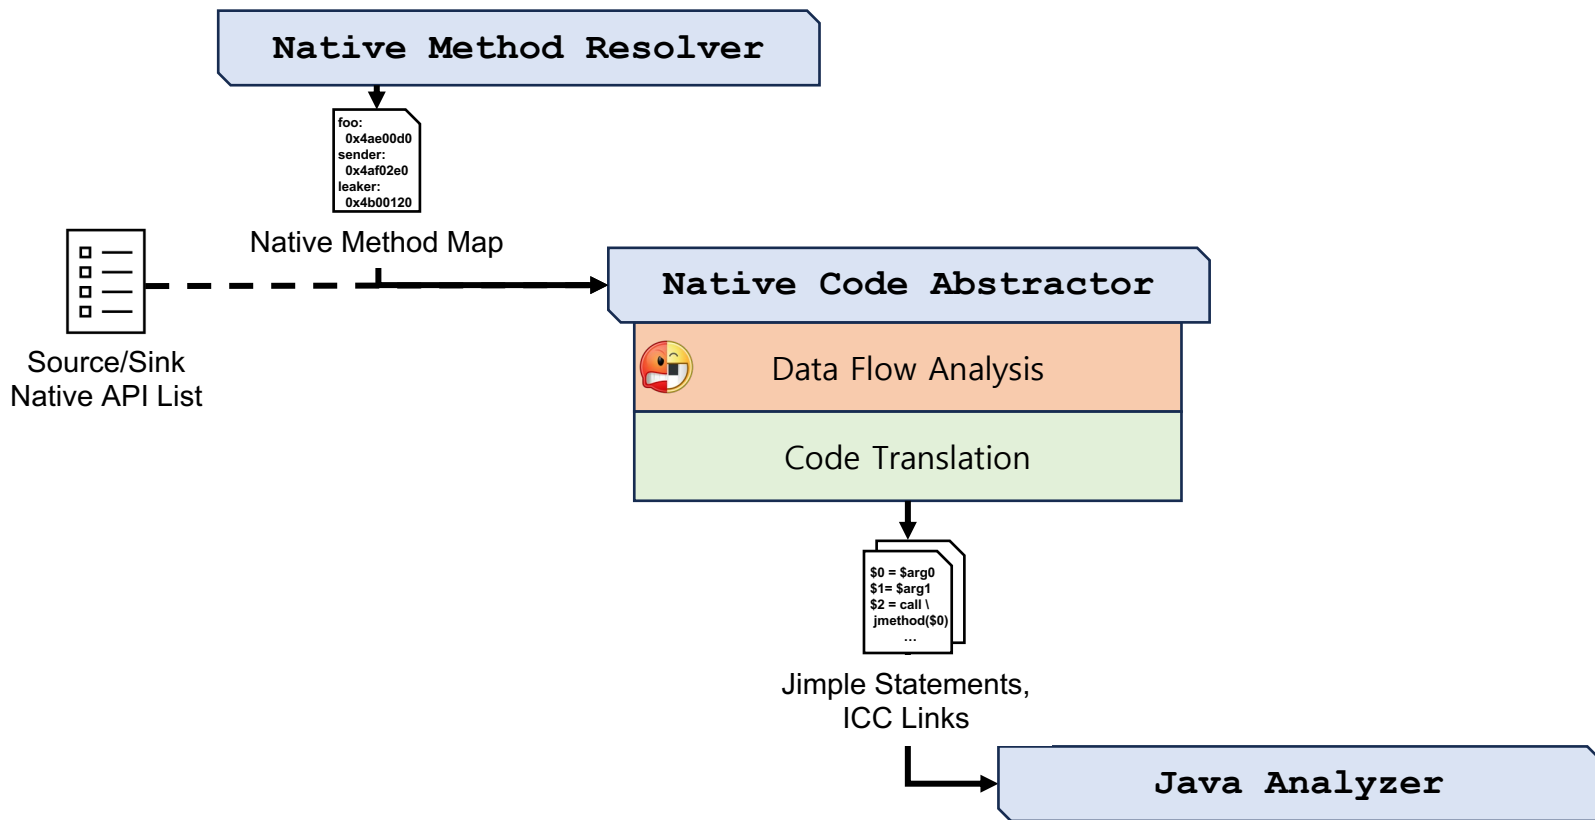 Native Method Resolver
foo:
0x4ae00d0
sender:
0x4af02e0
leaker:
0x4b00120
Native Method Map
Source/Sink
Native API List
Native Code Abstractor
Data Flow Analysis
Code Translation
$0 = $arg0
$1= $arg1
$2 = call \
jmethod($0)
...
Jimple Statements,
ICC Links
Java Analyzer